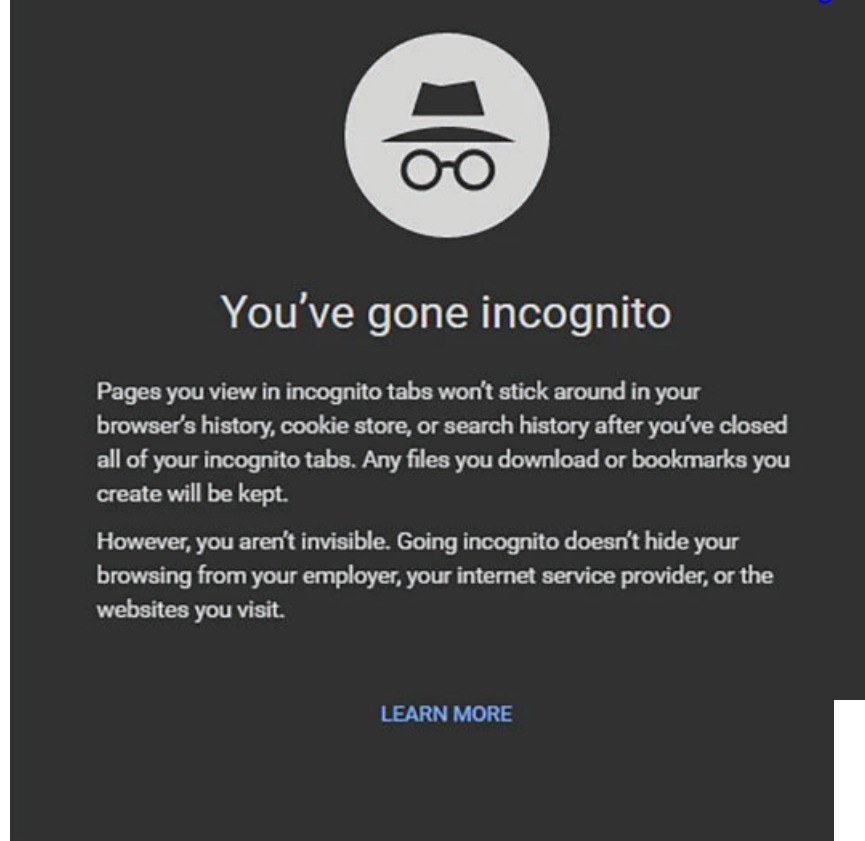 You’ve gone incognito
Pages you view in incognito tabs won’t stick around in your
browser’s history, cookie store, or search history after you’ve closed
all of your incognito tabs. Any files you download or bookmarks you
create will be kept.
However, you aren’t invisible. Going incognito doesn’t hide your
browsing from your employer, your internet service provider, or the
websites you visit.
LEARN MORE